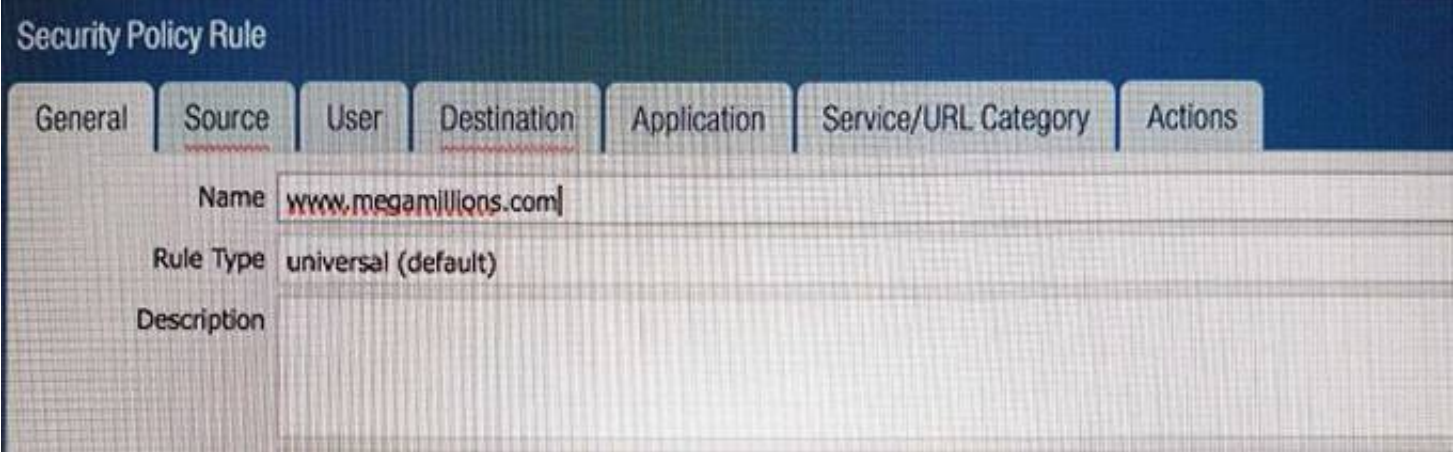 Security Policy Rule
General Source User Destination Application Service/URL Category Actions
Name www.megamillions.com
Rule Type universal (default)
Description